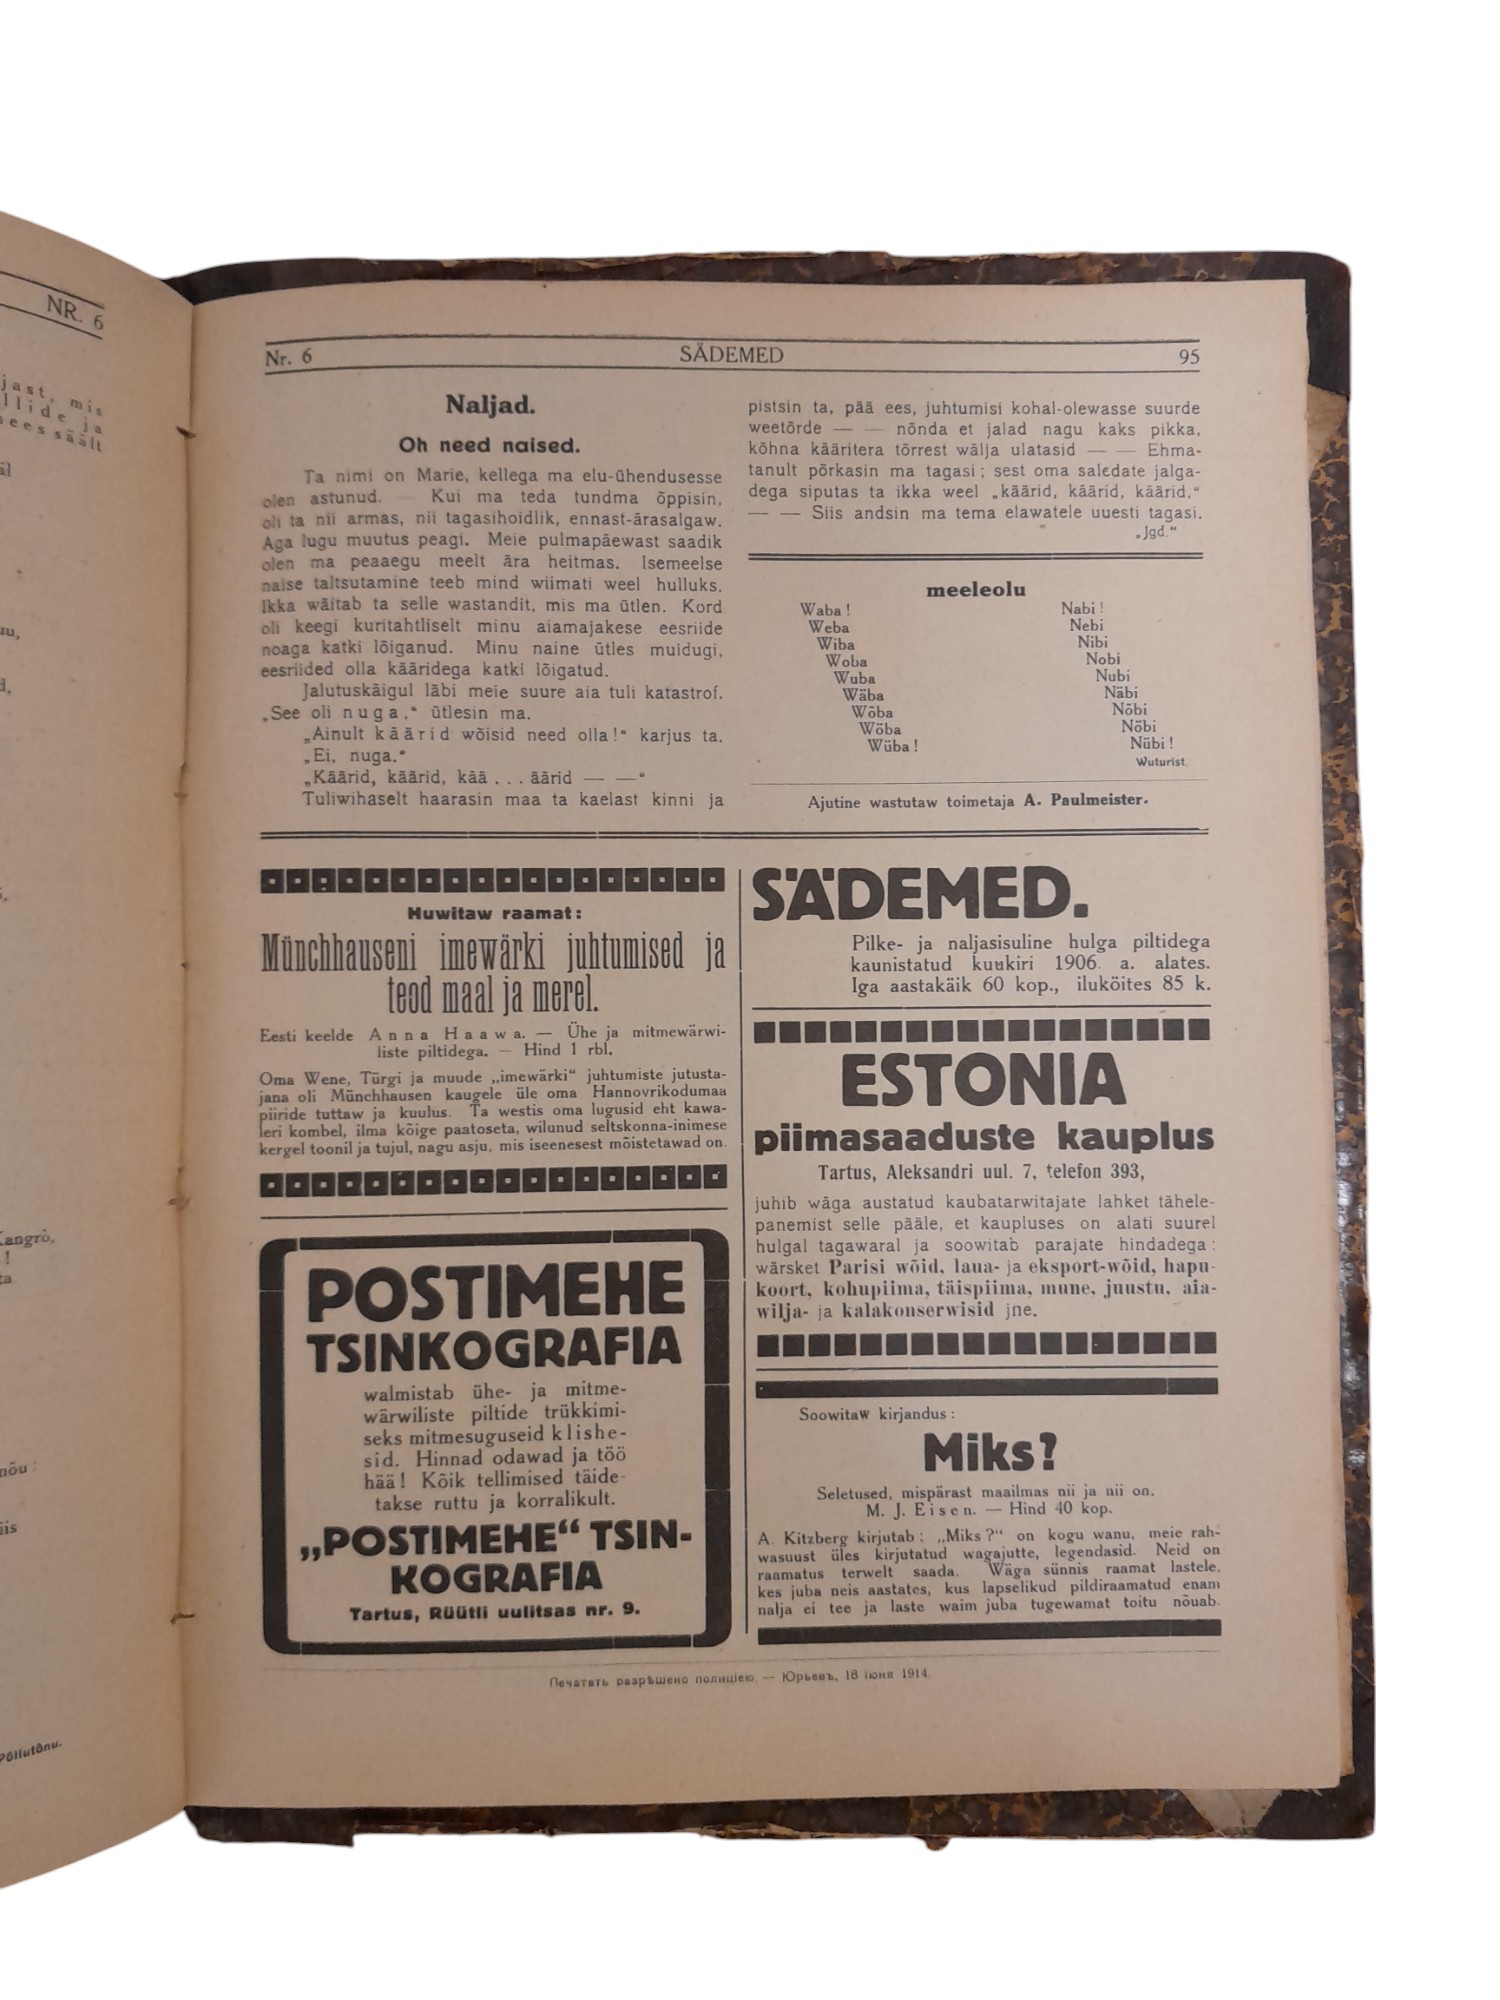 NR. 6
jast, mis
llide ja
säält
Kangrò,
nõu:
Põllutõnu.
Nr. 6
SÄDEMED
95
Naljad.
Oh need naised.
Ta nimi on Marie, kellega ma elu-ühendusesse
olen astunud. — Kui ma teda tundma õppisin,
oli ta nii armas, nii tagasihoidlik, ennast-ärasalgaw.
Aga lugu muutus peagi. Meie pulmapäewast saadik
olen ma peaaegu meelt ära heitmas. Isemeelse
naise taltsutamine teeb mind wiimati weel hulluks.
Ikka wäitab ta selle wastandit, mis ma ütlen. Kord
oli keegi kuritahtliselt minu aiamajakese eesriide
noaga katki lõiganud. Minu naine ütles muidugi,
eesriided olla kääridega katki lõigatud.
Jalutuskäigul läbi meie suure aia tuli katastrof.
„See oli nuga,“ ütlesin ma.
„Ainult käärid wõisid need olla!“ karjus ta.
„Ei, nuga.“
„Käärid, käärid, kää . . . äärid — —“
Tuliwihaselt haarasin maa ta kaelast kinni ja
pistsin ta, pää ees, juhtumisi kohal-olewasse suurde
weetõrde — — nõnda et jalad nagu kaks pikka,
kõhna kääritera tõrrest wälja ulatasid — — Ehma-
tanult põrkasin ma tagasi; sest oma saledate jalga-
dega siputas ta ikka weel „käärid, käärid, käärid.“
— — Siis andsin ma tema elawatele uuesti tagasi.
„Jgd.“
meeleolu
Waba! Nabi!
Weba Nebi
Wiba Nibi
Woba Nobi
Wuba Nubi
Wäba Näbi
Wõba Nõbi
Wöba Nöbi
Wüba! Nübi!
Wuturist.
Ajutine wastutaw toimetaja A. Paulmeister.
Huwitaw raamat:
Münchhauseni imewärki juhtumised ja
teod maal ja merel.
Eesti keelde Anna Haawa. — Ühe ja mitmewärwi-
liste piltidega. — Hind 1 rbl.
Oma Wene, Türgi ja muude „imewärki“ juhtumiste jutusta-
jana oli Münchhausen kaugele üle oma Hannovrikodumaa
piiride tuttaw ja kuulus. Ta westis oma lugusid eht kawa-
leri kombel, ilma kõige paatoseta, wilunud seltskonna-inimese
kergel toonil ja tujul, nagu asju, mis iseenesest mõistetawad on.
POSTIMEHE
TSINKOGRAFIA
walmistab ühe- ja mitme-
wärwiliste piltide trükkimi-
seks mitmesuguseid klishe-
sid. Hinnad odawad ja töö
hää! Kõik tellimised täide-
takse ruttu ja korralikult.
„POSTIMEHE“ TSIN-
KOGRAFIA
Tartus, Rüütli uulitsas nr. 9.
SÄDEMED.
Pilke- ja naljasisuline hulga piltidega
kaunistatud kuukiri 1906. a. alates.
Iga aastakäik 60 kop., iluköites 85 k.
ESTONIA
piimasaaduste kauplus
Tartus, Aleksandri uul. 7, telefon 393,
juhib wäga austatud kaubatarwitajate lahket tähele-
panemist selle pääle, et kaupluses on alati suurel
hulgal tagawaral ja soowitab parajate hindadega:
wärsket Parisi wõid, laua- ja eksport-wõid, hapu-
koort, kohupiima, täispiima, mune, juustu, aia-
wilja- ja kalakonserwisid jne.
Soowitaw kirjandus:
Miks?
Seletused, mispärast maailmas nii ja nii on.
M. J. Eisen. — Hind 40 kop.
A. Kitzberg kirjutab: „Miks?“ on kogu wanu, meie rah-
wasuust üles kirjutatud wagajutte, legendasid. Neid on
raamatus terwelt saada. Wäga sünnis raamat lastele,
kes juba neis aastates, kus lapselikud pildiraamatud enam
nalja ei tee ja laste waim juba tugewamat toitu nõuab.
Печатать разрѣшено полиціею. — Юрьевъ, 18 іюня 1914.